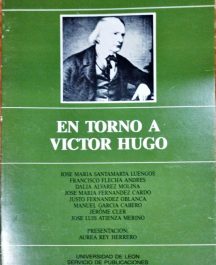 EN TORNO A
VICTOR HUGO
JOSE MARIA SANTAMARTA LUENGOS
FRANCISCO FLECHA ANDRES
DALIA ALVAREZ MOLINA
JOSE MARIA FERNANDEZ CARDO
JUSTO FERNANDEZ OBLANCA
MANUEL GARCIA CABERO
JÉRÔME CLER
JOSE LUIS ATIENZA MERINO
PRESENTACION:
AUREA REY HERRERO
UNIVERSIDAD DE LEON
SERVICIO DE PUBLICACIONES